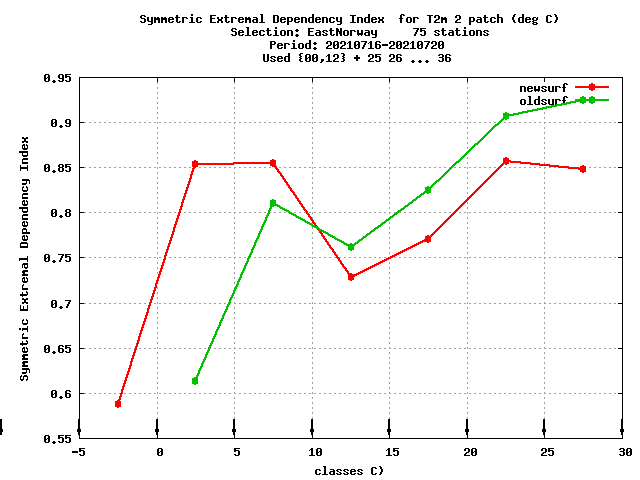 Symmetric Extremal Dependency Index  for T2m 2 patch (deg C)
Selection: EastNorway     75 stations
Period: 20210716-20210720
Used {00,12} + 25 26 ... 36
newsurf
oldsurf
Symmetric Extremal Dependency Index
0.95
0.9
0.85
0.8
0.75
0.7
0.65
0.6
0.55
-5 0 5 10 15 20 25 30
classes C)